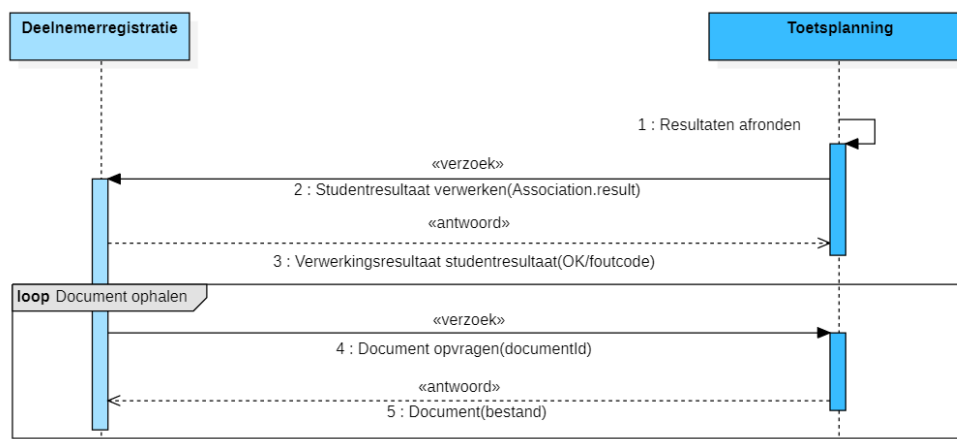 Deelnemerregistratie
Toetsplanning
1 : Resultaten afronden
«verzoek»
2 : Studentresultaat verwerken(Association.result)
«antwoord»
3 : Verwerkingsresultaat studentresultaat(OK/foutcode)
loop Document ophalen
«verzoek»
4 : Document opvragen(documentId)
«antwoord»
5 : Document(bestand)